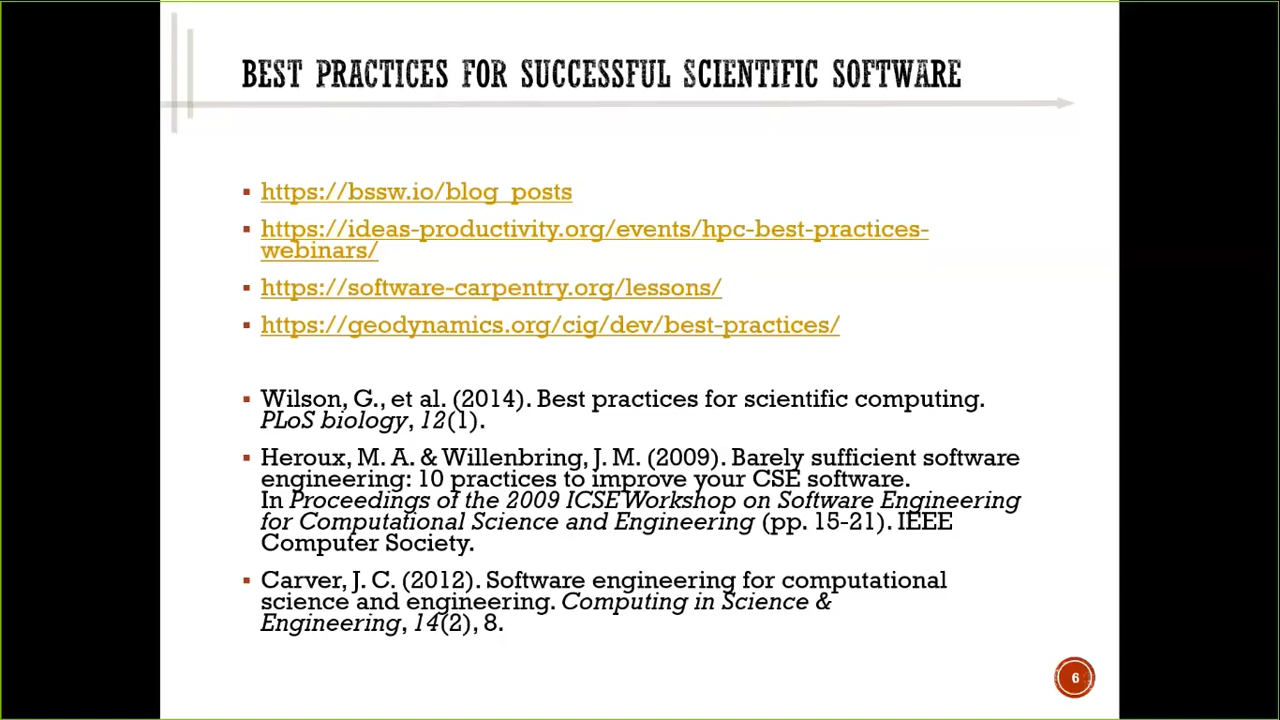 BEST PRACTICES FOR SUCCESSFUL SCIENTIFIC SOFTWARE
▪ https://bssw.io/blog_posts
▪ https://ideas-productivity.org/events/hpc-best-practices-
webinars/
▪ https://software-carpentry.org/lessons/
▪ https://geodynamics.org/cig/dev/best-practices/
▪ Wilson, G., et al. (2014). Best practices for scientific computing.
PLoS biology, 12(1).
▪ Heroux, M. A. & Willenbring, J. M. (2009). Barely sufficient software
engineering: 10 practices to improve your CSE software.
In Proceedings of the 2009 ICSE Workshop on Software Engineering
for Computational Science and Engineering (pp. 15-21). IEEE
Computer Society.
▪ Carver, J. C. (2012). Software engineering for computational
science and engineering. Computing in Science &
Engineering, 14(2), 8.
6